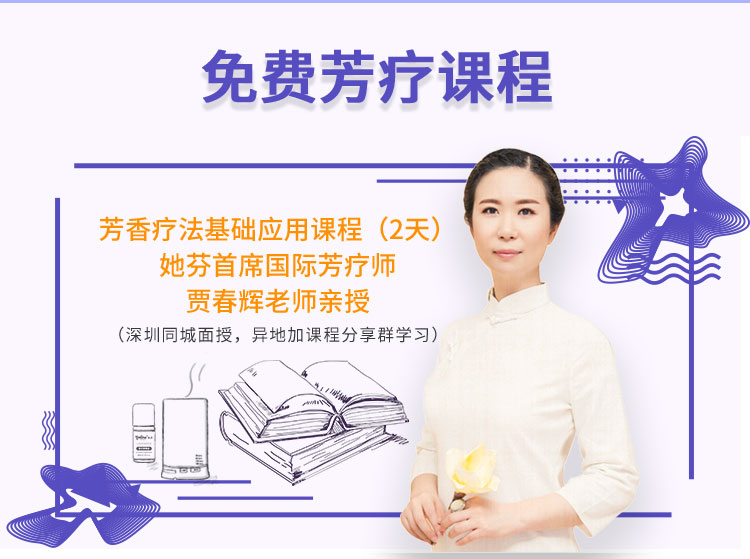 免费芳疗课程
芳香疗法基础应用课程（2天）
她芬首席国际芳疗师
贾春辉老师亲授
（深圳同城面授，异地加课程分享群学习）